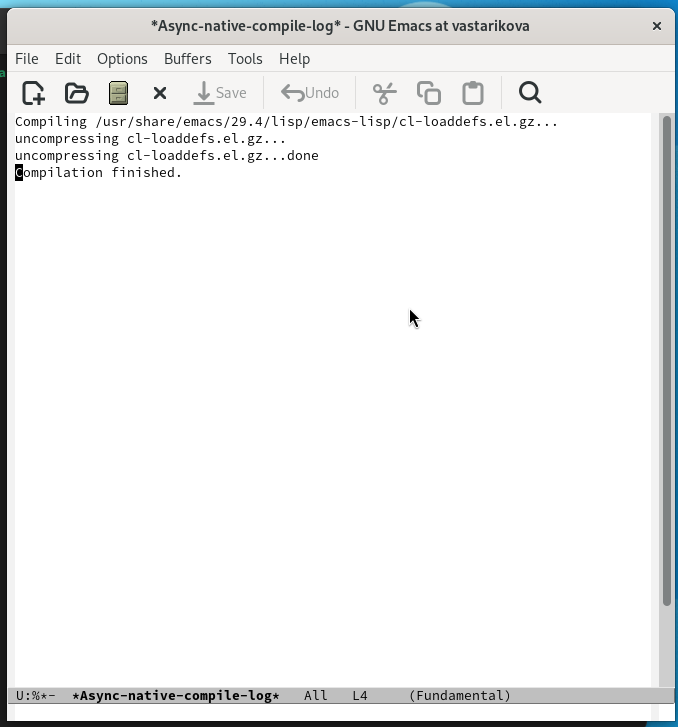 *Async-native-compile-log* - GNU Emacs at vastarikova
File Edit Options Buffers Tools Help
Save Undo
Compiling /usr/share/emacs/29.4/lisp/emacs-lisp/cl-loaddefs.el.gz...
uncompressing cl-loaddefs.el.gz...
uncompressing cl-loaddefs.el.gz...done
Compilation finished.
U:%*- *Async-native-compile-log* All L4 (Fundamental)